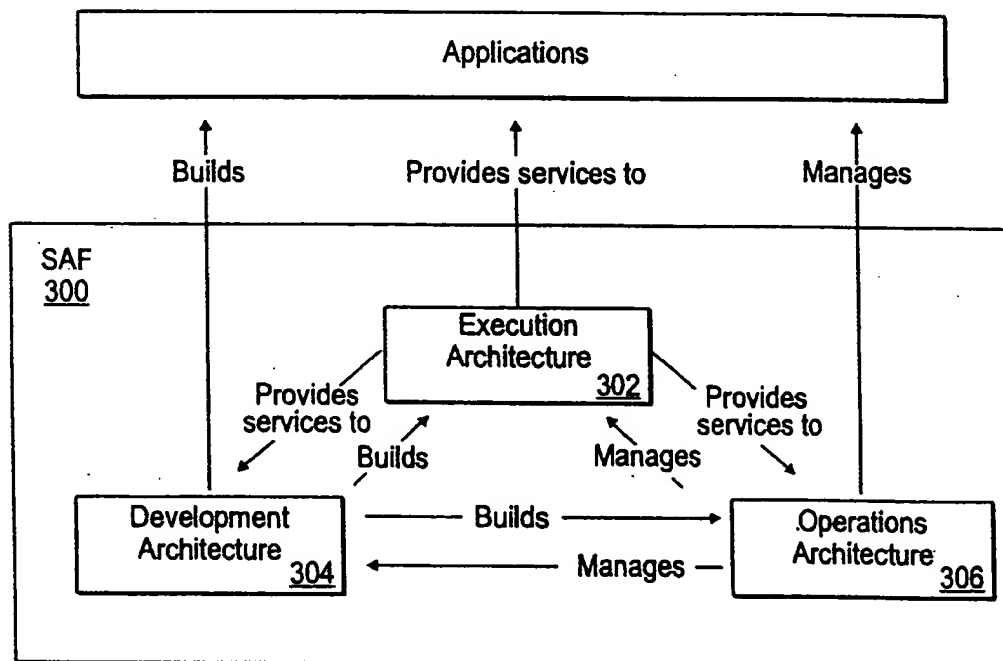 Applications
Builds
Provides services to
Manages
SAF
300
Execution
Architecture
302
Provides
services to
Provides
services to
Builds
Manages
Development
Architecture
304
Builds
Manages
Operations
Architecture
306